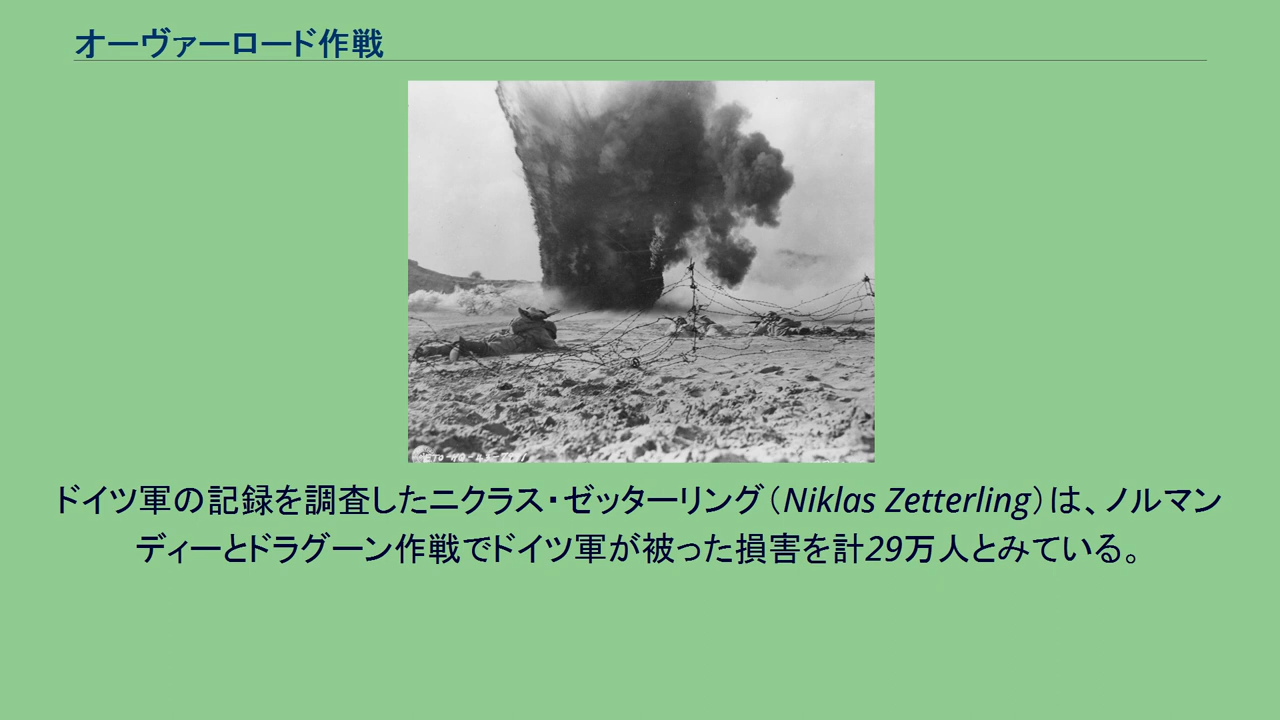 オーヴァーロード作戦
ドイツ軍の記録を調査したニクラス・ゼッターリング(Niklas Zetterling)は、ノルマン
ディーとドラグーン作戦でドイツ軍が被った損害を計29万人とみている。